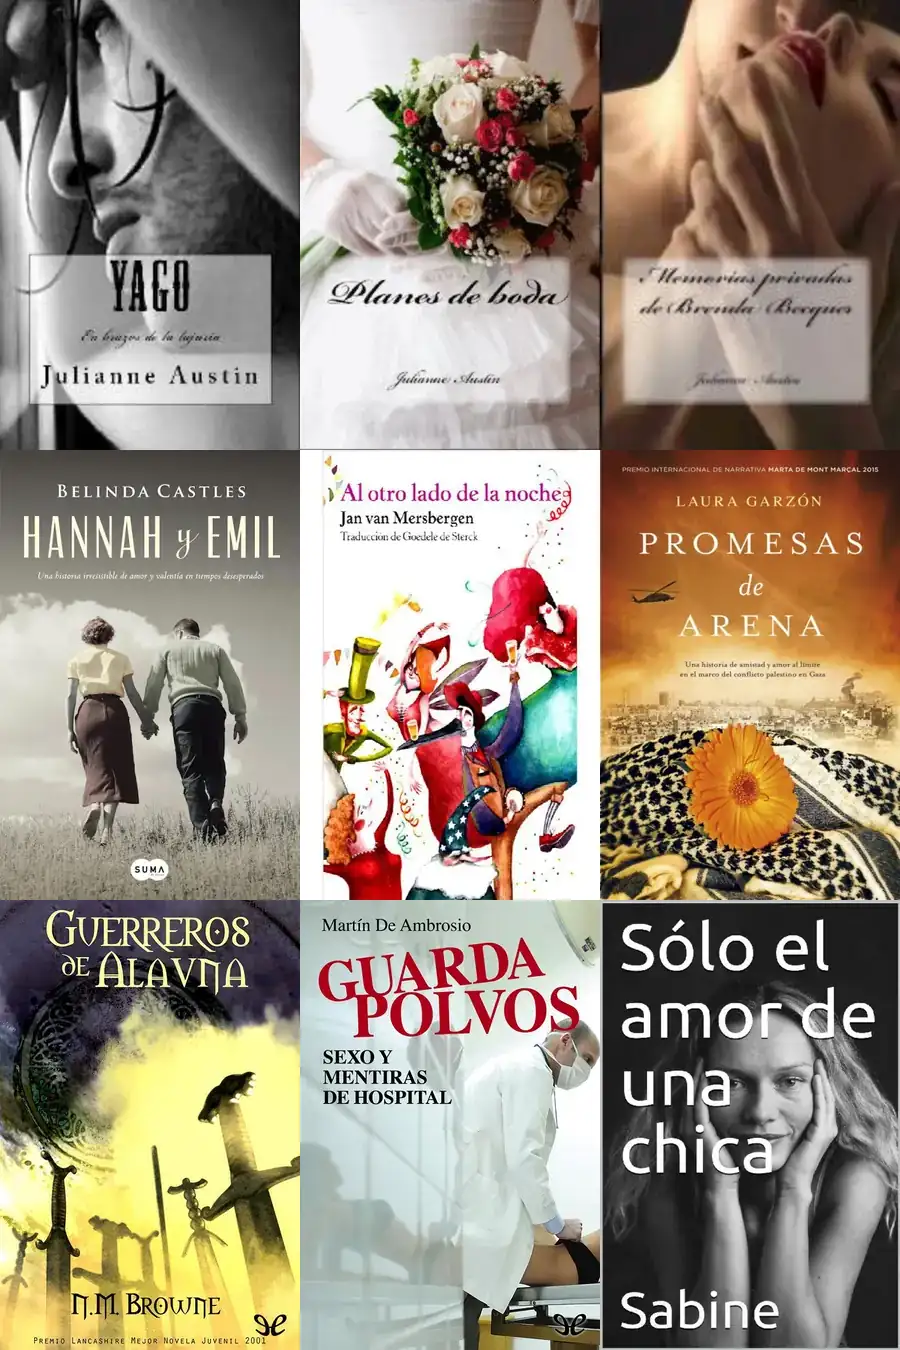 YAGO
En brazos de la lujuria
Julianne Austin
Planes de boda
Julianne Austin
Memorias privadas
de Brenda Becquer
Julianne Austin
BELINDA CASTLES
HANNAH y EMIL
Una historia irresistible de amor y valentía en tiempos desesperados
SUMA
Al otro lado de la noche
Jan van Mersbergen
Traducción de Goedele de Sterck
PREMIO INTERNACIONAL DE NARRATIVA MARTA DE MONT MARÇAL 2015
LAURA GARZÓN
PROMESAS
de
ARENA
Una historia de amistad y amor al límite
en el marco del conflicto palestino en Gaza
GUERREROS
DE ALAVNA
N.M. BROWNE
PREMIO LANCASHIRE MEJOR NOVELA JUVENIL 2001
Martín De Ambrosio
GUARDA
POLVOS
SEXO Y
MENTIRAS
DE HOSPITAL
Sólo el
amor de
una
chica
Sabine